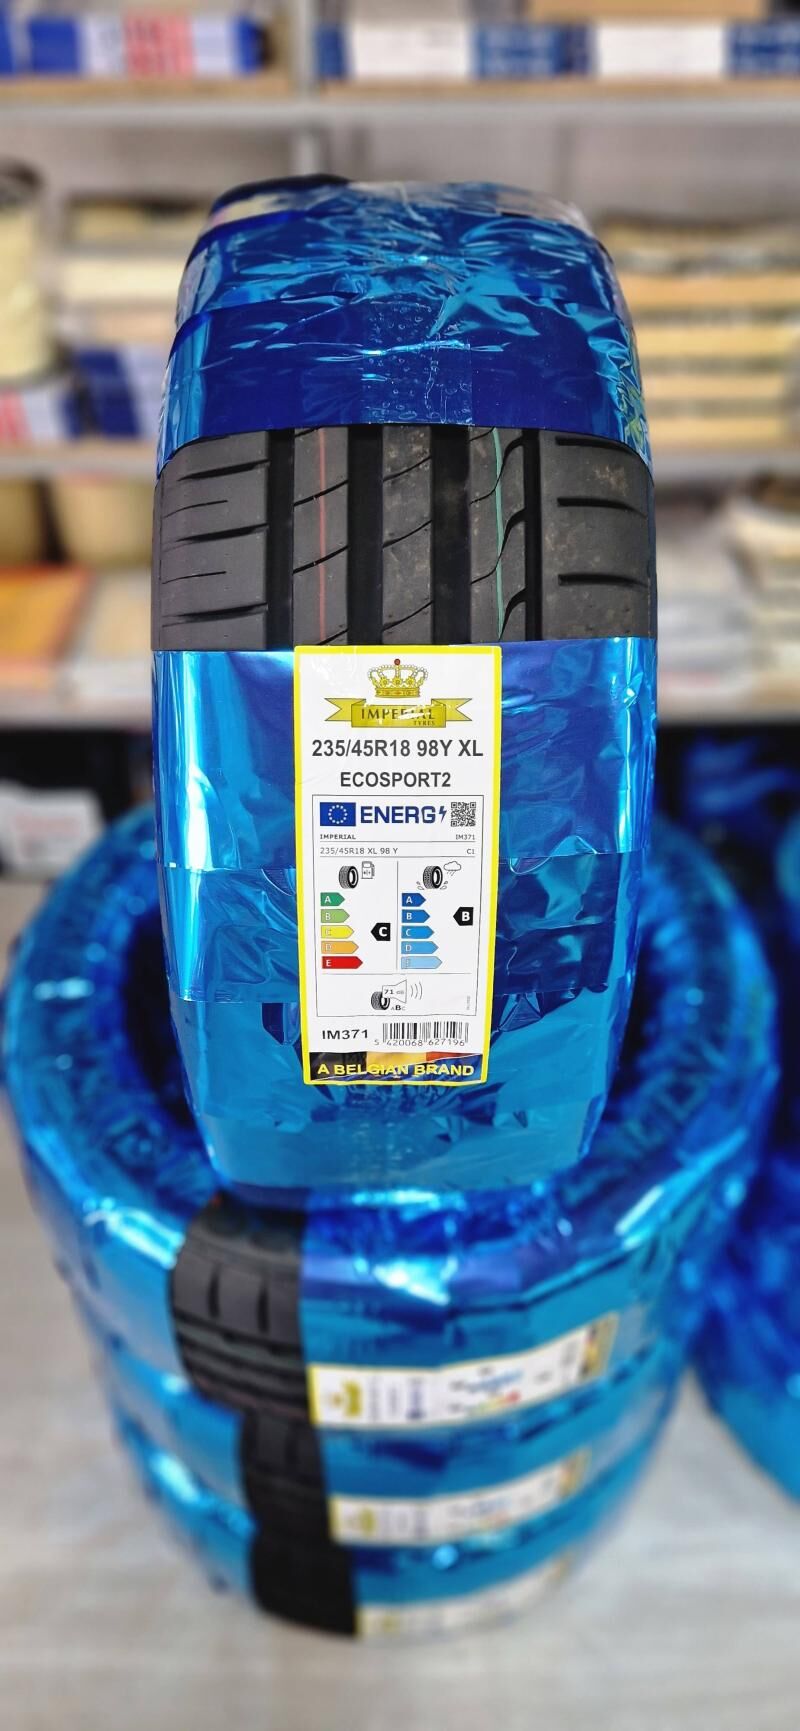 IMPERIAL
TYRES
235/45R18 98Y XL
ECOSPORT2
ENERG
IMPERIAL IM371
235/45R18 XL 98 Y C1
A A
B B B
C C C
D D
E E
71 dB
ABC
IM371
5 420068 627196
A BELGIAN BRAND